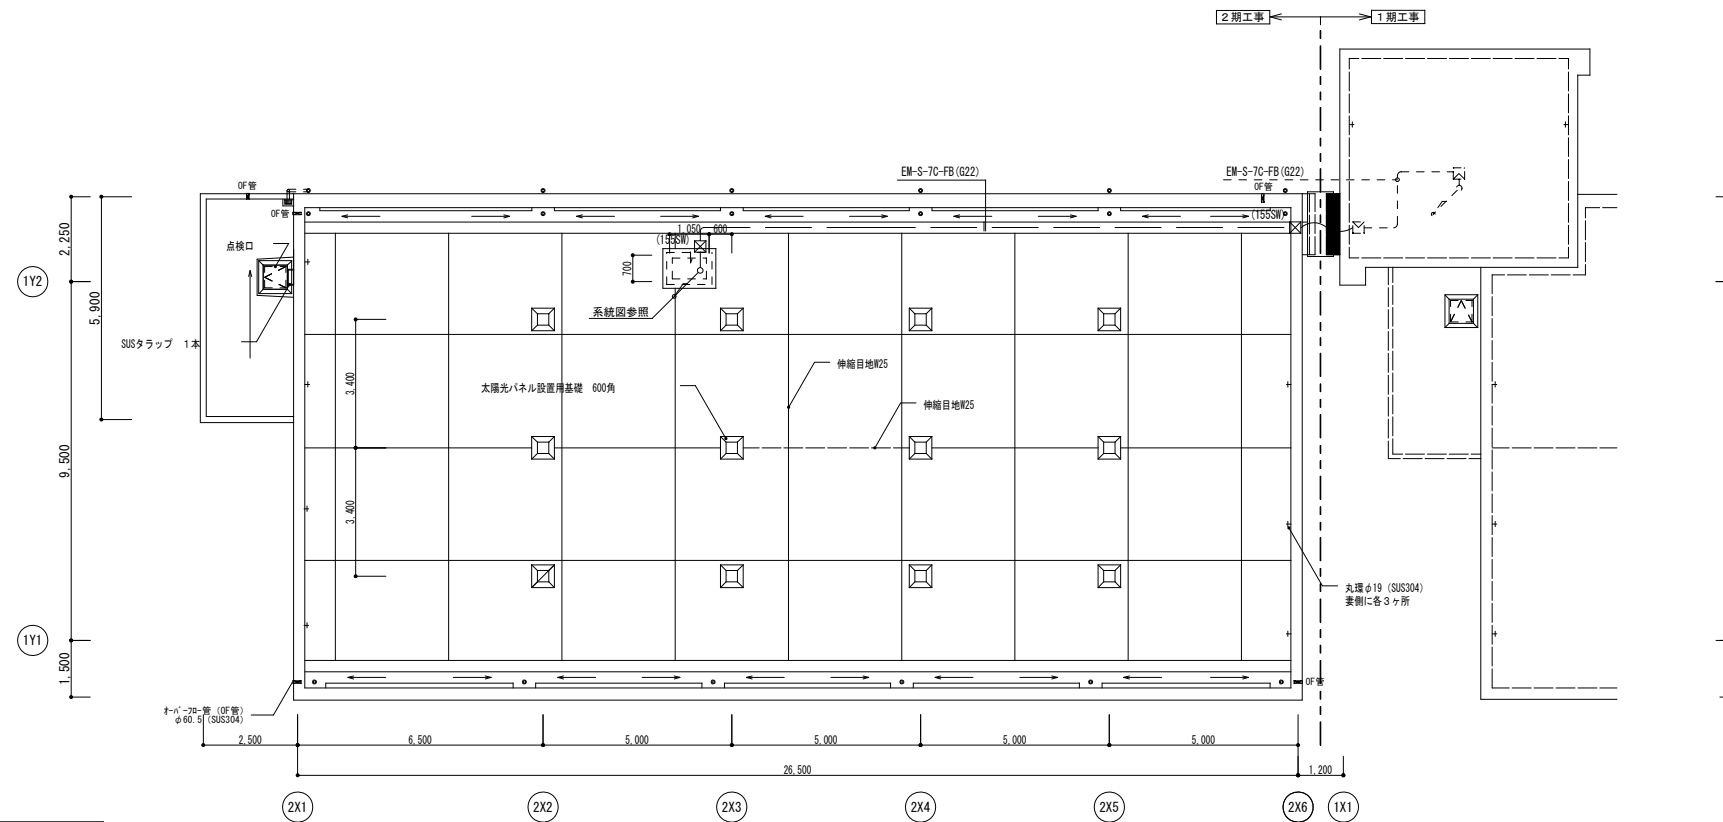 2期工事
1期工事
EM-S-7C-FB(G22)
EM-S-7C-FB(G22)
OF管
OF管
OF管
(155SW)
1,050
600
(155SW)
700
点検口
系統図参照
SUSタラップ 1本
2,250
5,900
9,500
1,500
1Y2
1Y1
3,400
3,400
太陽光パネル設置用基礎 600角
伸縮目地W25
伸縮目地W25
丸環φ19 (SUS304)
妻側に各3ヶ所
オーバーフロー管 (OF管)
φ60.5 (SUS304)
OF管
2,500
6,500
5,000
5,000
5,000
5,000
26,500
1,200
2X1
2X2
2X3
2X4
2X5
2X6
1X1